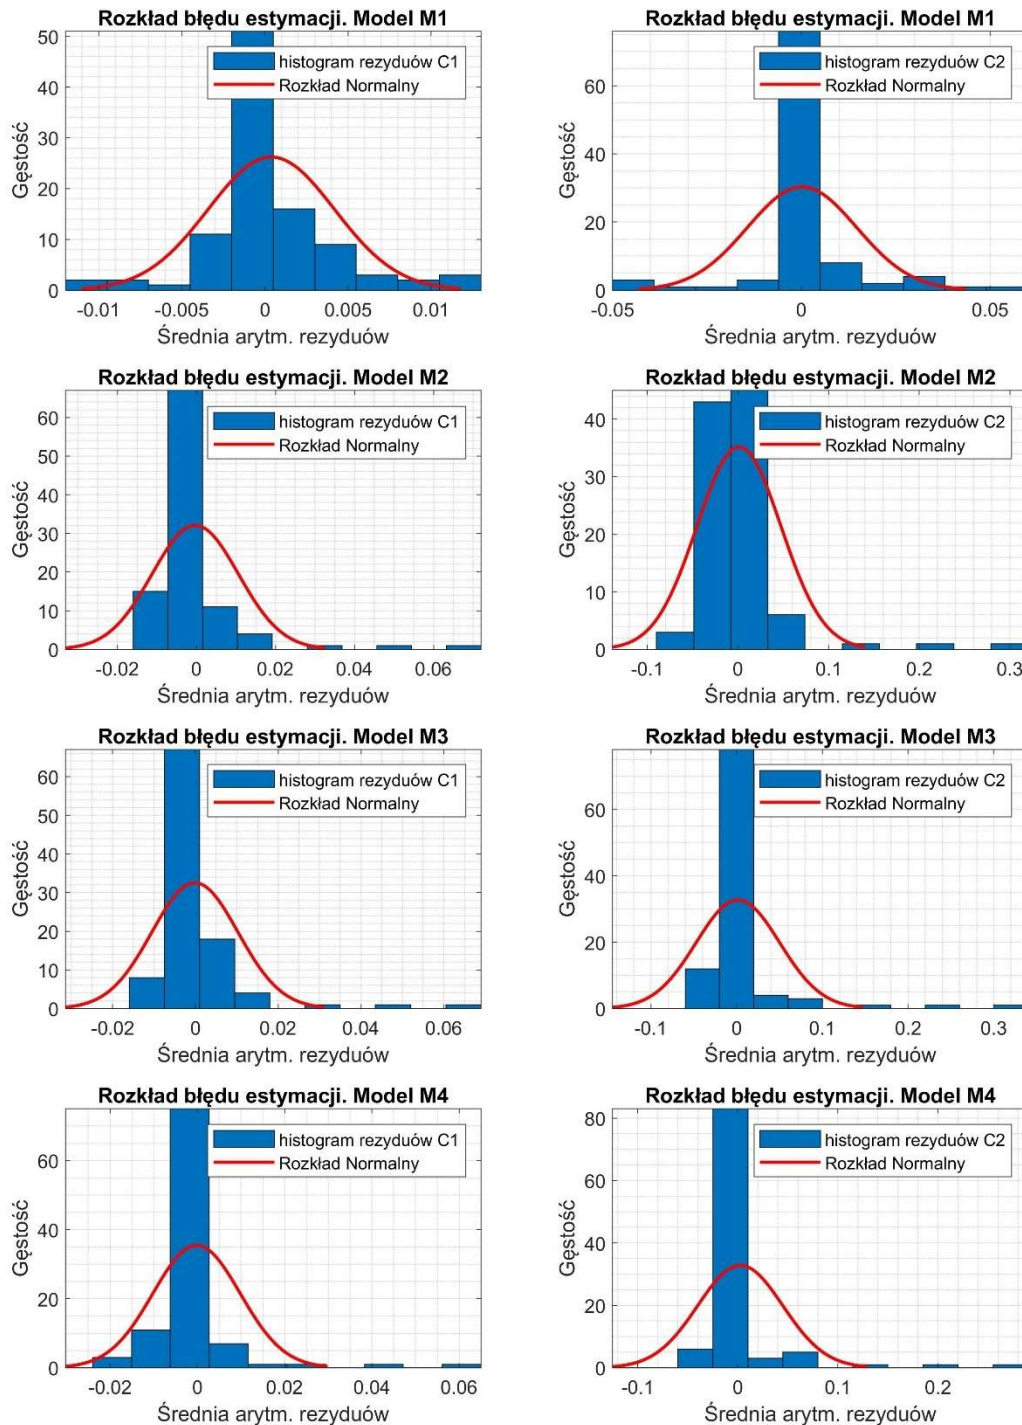 Rozkład błędu estymacji. Model M1
50
40
30
20
10
0
Gęstość
histogram rezyduów C1
Rozkład Normalny
-0.01 -0.005 0 0.005 0.01
Średnia arytm. rezyduów
Rozkład błędu estymacji. Model M1
60
40
20
0
Gęstość
histogram rezyduów C2
Rozkład Normalny
-0.05 0 0.05
Średnia arytm. rezyduów
Rozkład błędu estymacji. Model M2
60
50
40
30
20
10
0
Gęstość
histogram rezyduów C1
Rozkład Normalny
-0.02 0 0.02 0.04 0.06
Średnia arytm. rezyduów
Rozkład błędu estymacji. Model M2
40
30
20
10
0
Gęstość
histogram rezyduów C2
Rozkład Normalny
-0.1 0 0.1 0.2 0.3
Średnia arytm. rezyduów
Rozkład błędu estymacji. Model M3
60
50
40
30
20
10
0
Gęstość
histogram rezyduów C1
Rozkład Normalny
-0.02 0 0.02 0.04 0.06
Średnia arytm. rezyduów
Rozkład błędu estymacji. Model M3
60
40
20
0
Gęstość
histogram rezyduów C2
Rozkład Normalny
-0.1 0 0.1 0.2 0.3
Średnia arytm. rezyduów
Rozkład błędu estymacji. Model M4
60
40
20
0
Gęstość
histogram rezyduów C1
Rozkład Normalny
-0.02 0 0.02 0.04 0.06
Średnia arytm. rezyduów
Rozkład błędu estymacji. Model M4
80
60
40
20
0
Gęstość
histogram rezyduów C2
Rozkład Normalny
-0.1 0 0.1 0.2
Średnia arytm. rezyduów